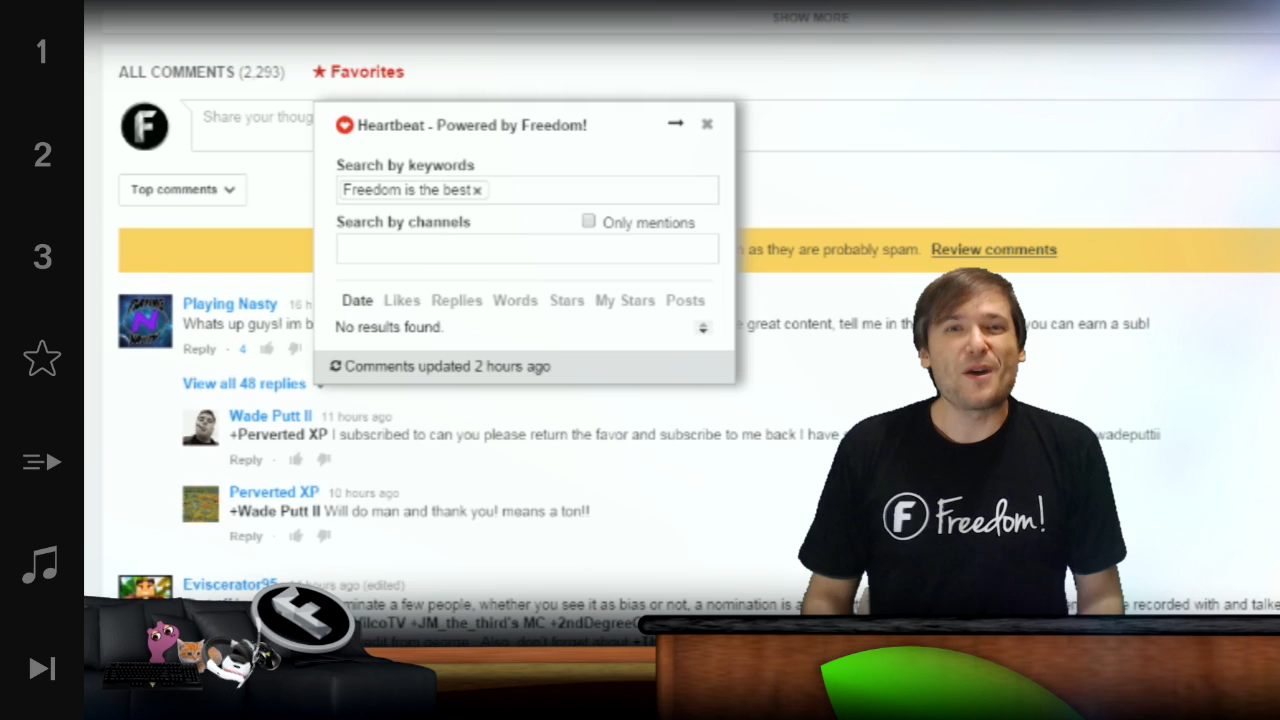 SHOW MORE
1
2
3
ALL COMMENTS (2,293) ★ Favorites
F
Share your thoug
Top comments
Heartbeat - Powered by Freedom!
Search by keywords
Freedom is the best x
Search by channels
Only mentions
Date Likes Replies Words Stars My Stars Posts
No results found.
Comments updated 2 hours ago
as they are probably spam. Review comments
Playing Nasty 16 h
Whats up guys! im b
great content, tell me in th
you can earn a sub!
Reply · 4
View all 48 replies
Wade Putt II 11 hours ago
+Perverted XP I subscribed to can you please return the favor and subscribe to me back I have
wadeputtii
Reply ·
Perverted XP 10 hours ago
+Wade Putt II Will do man and thank you! means a ton!!
Reply ·
Eviscerator95 hours ago (edited)
minate a few people, whether you see it as bias or not, a nomination is a
e recorded with and talke
WilcoTV +JM_the_third's MC +2ndDegree
F Freedom!
F